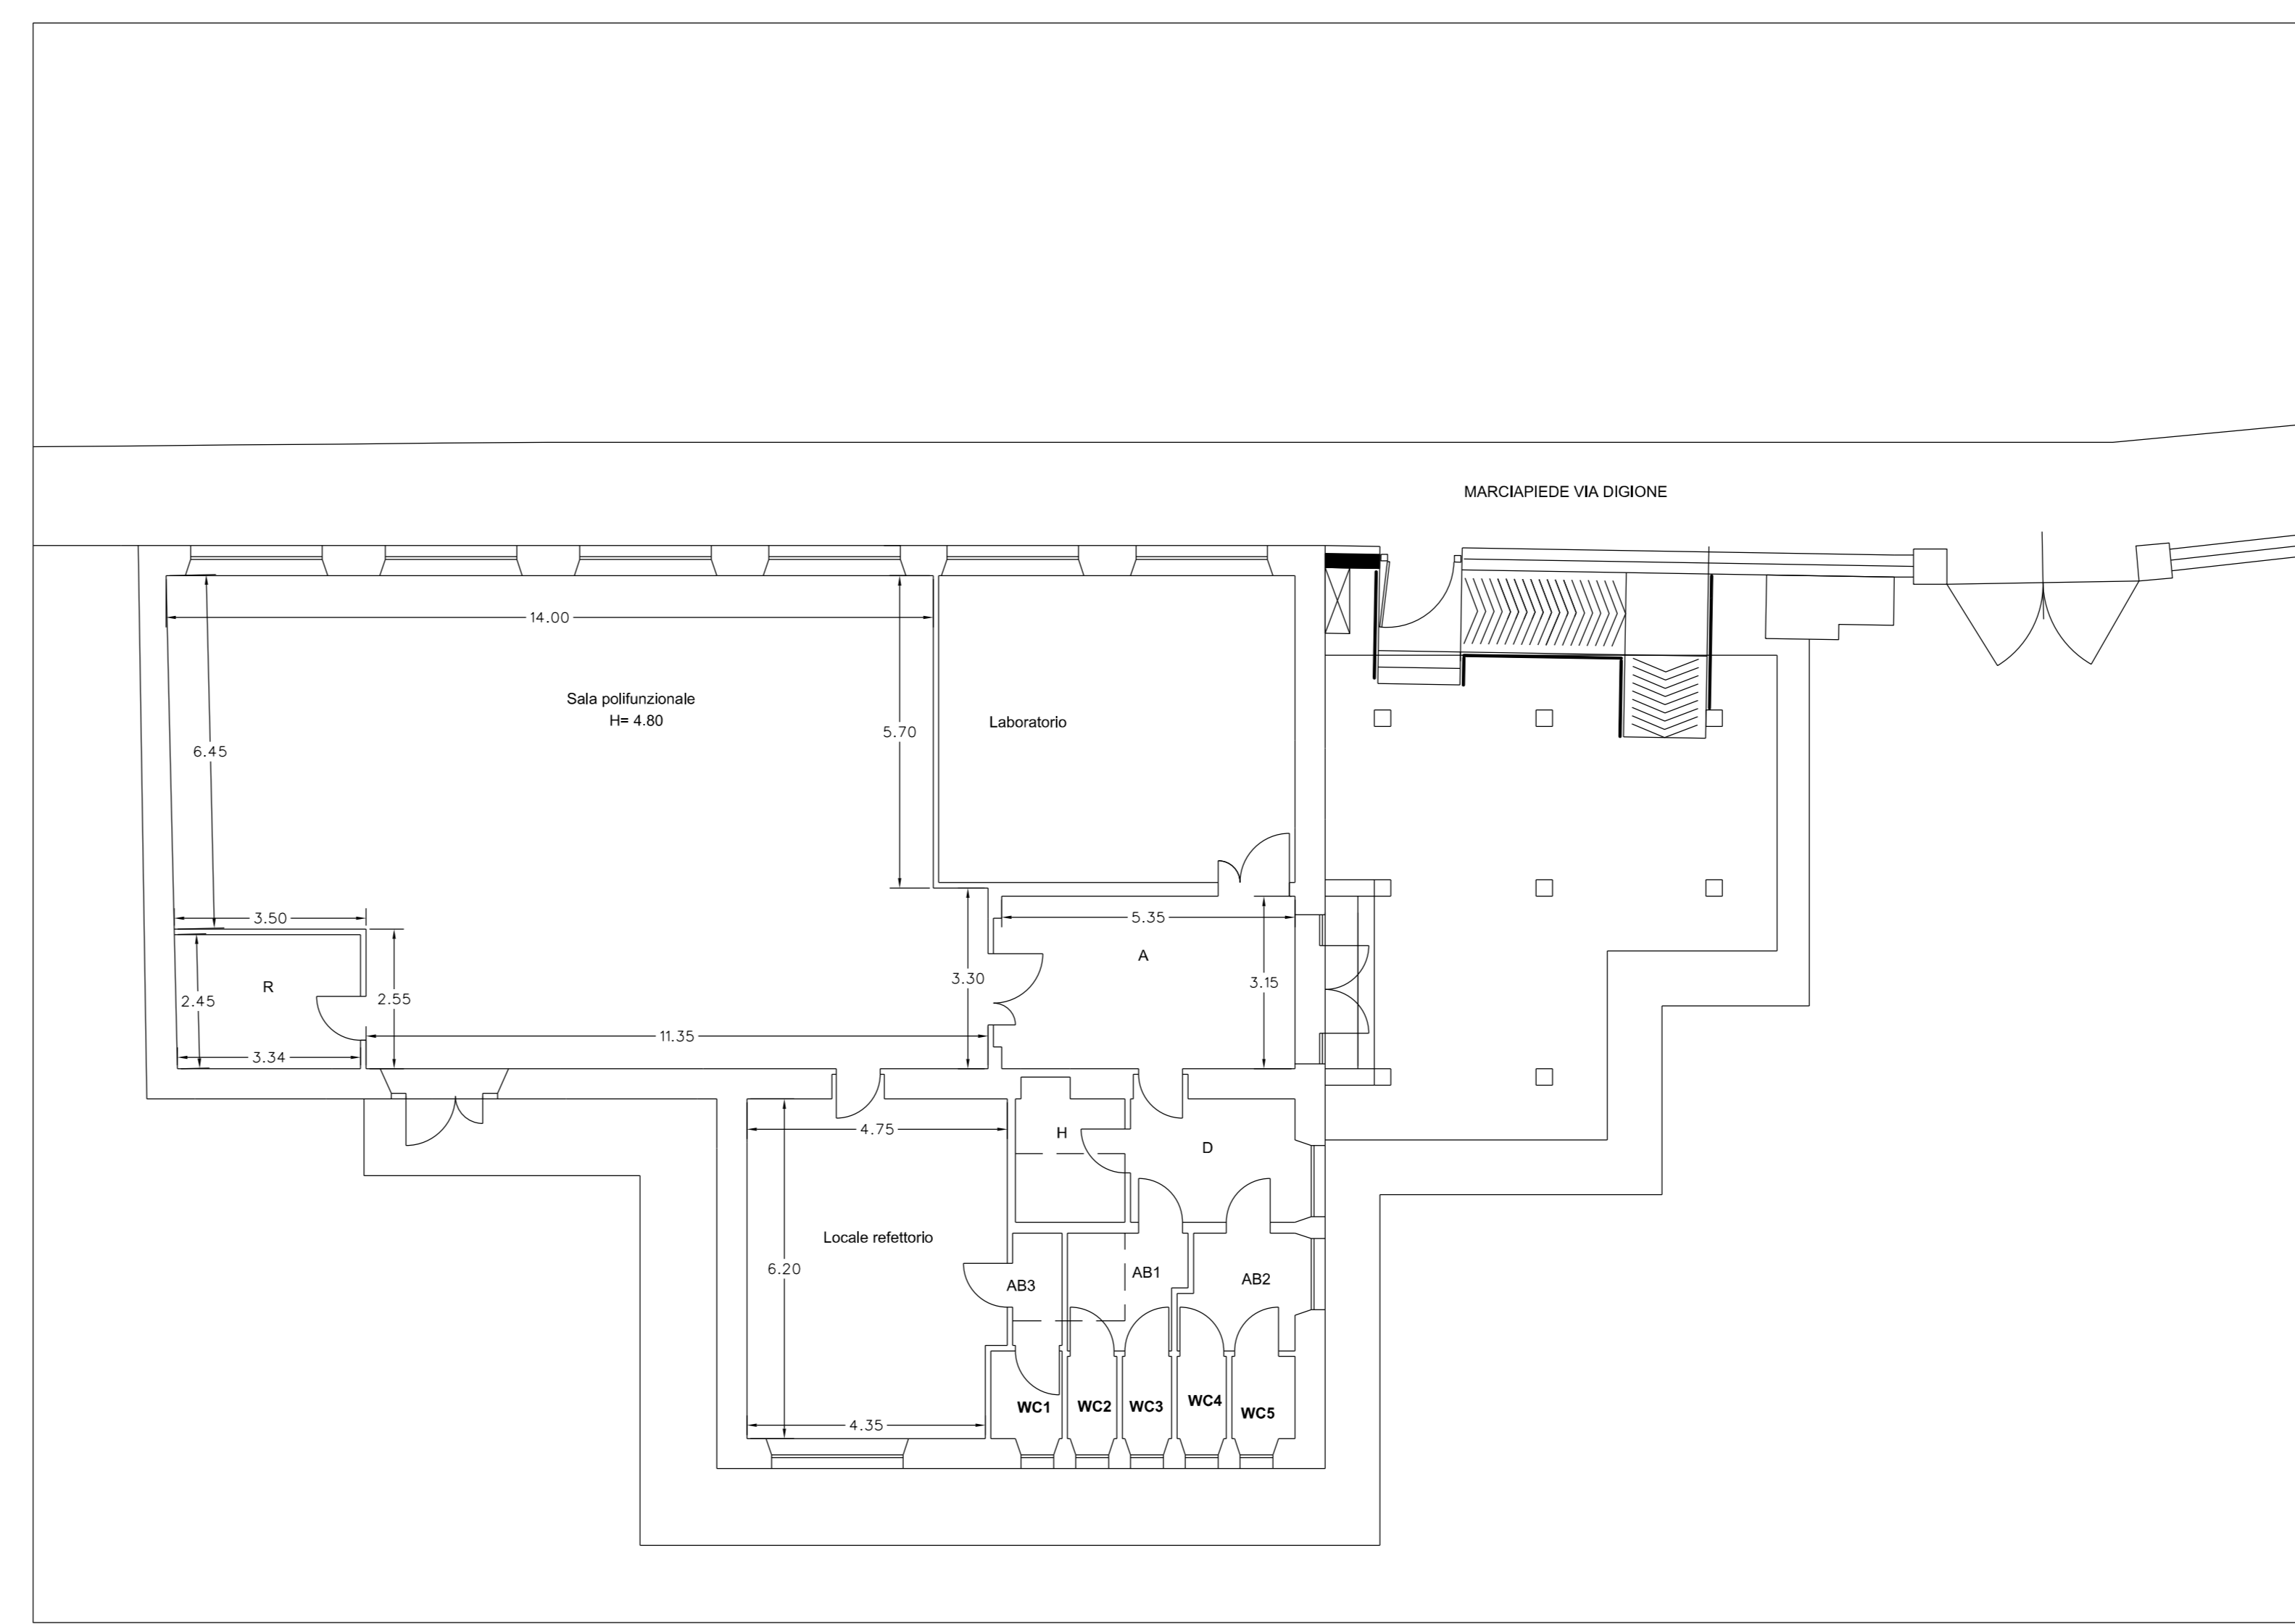 MARCIAPIEDE VIA DIGIONE
14.00
Sala polifunzionale
H= 4.80
6.45
5.70
Laboratorio
3.50
5.35
A
R
2.45
2.55
3.30
3.15
11.35
3.34
4.75
H
D
Locale refettorio
6.20
AB3
AB1
AB2
WC1
WC2
WC3
WC4
WC5
4.35